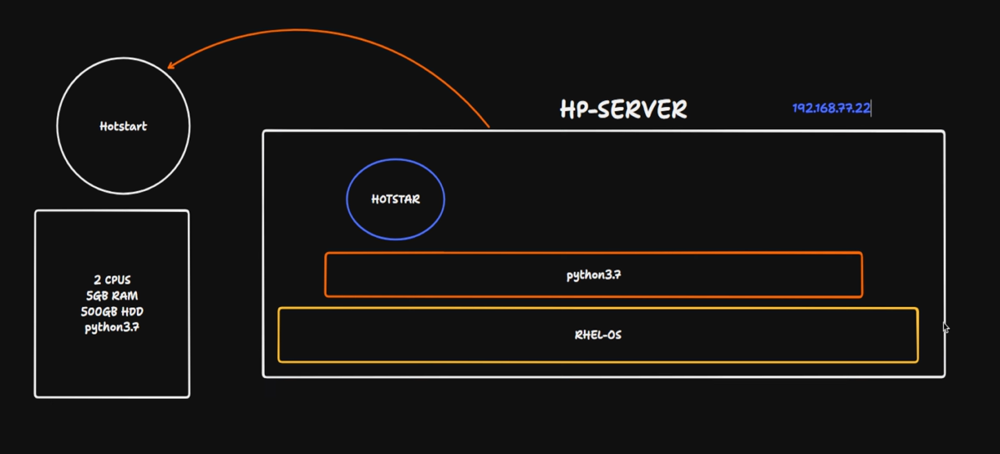 HP-SERVER
192.168.77.22
Hotstart
HOTSTAR
python3.7
RHEL-OS
2 CPUS
5GB RAM
500GB HDD
python3.7